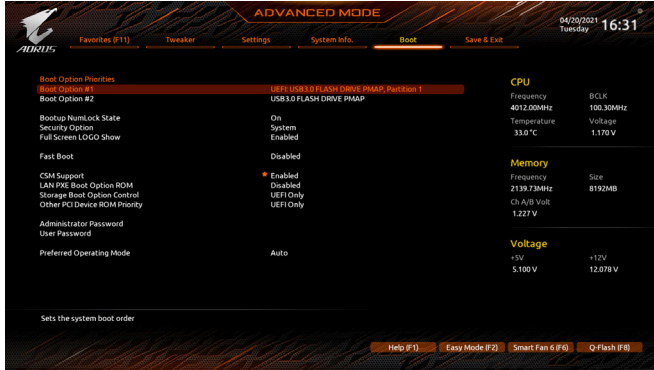 ADVANCED MODE
04/20/2021 Tuesday 16:31
AORUS
Favorites (F11) Tweaker Settings System Info. Boot Save & Exit
Boot Option Priorities
Boot Option #1 UEFI: USB3.0 FLASH DRIVE PMAP, Partition 1
Boot Option #2 USB3.0 FLASH DRIVE PMAP
Bootup NumLock State On
Security Option System
Full Screen LOGO Show Enabled
Fast Boot Disabled
CSM Support * Enabled
LAN PXE Boot Option ROM Disabled
Storage Boot Option Control UEFI Only
Other PCI Device ROM Priority UEFI Only
Administrator Password
User Password
Preferred Operating Mode Auto
CPU
Frequency BCLK
4012.00MHz 100.30MHz
Temperature Voltage
33.0 °C 1.170 V
Memory
Frequency Size
2139.73MHz 8192MB
Ch A/B Volt
1.227 V
Voltage
+5V +12V
5.100 V 12.078 V
Sets the system boot order
Help (F1) Easy Mode (F2) Smart Fan 6 (F6) Q-Flash (F8)